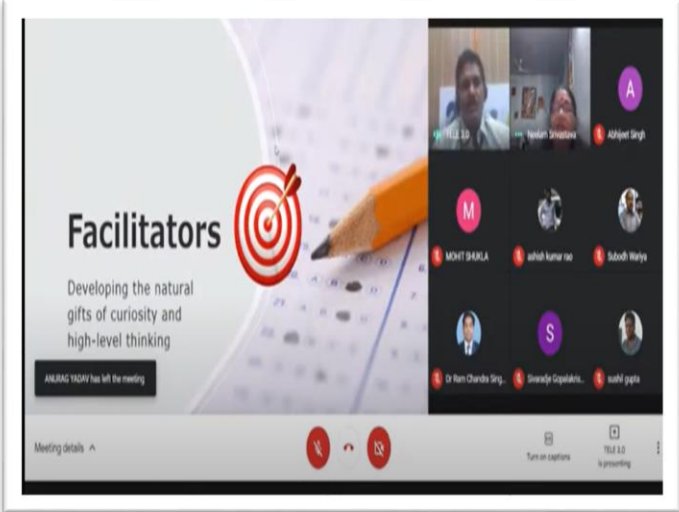 Facilitators
Developing the natural
gifts of curiosity and
high-level thinking
ANURAG YADAV has left the meeting
TELE 3.0
Neelam Srivastava
A
Abhijeet Singh
M
MOHIT SHUKLA
ashish kumar rao
Subodh Wariya
Dr Ram Chandra Sing...
S
Sivaradje Gopalakris...
sushil gupta
Meeting details
Turn on captions
TELE 3.0
is presenting